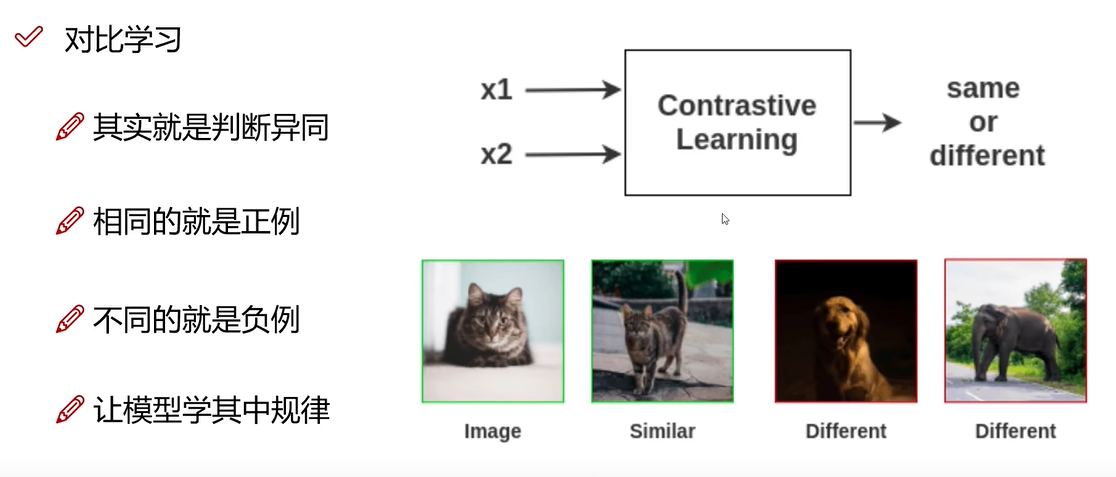 对比学习
其实就是判断异同
相同的就是正例
不同的就是负例
让模型学其中规律
x1
x2
Contrastive
Learning
same
or
different
Image
Similar
Different
Different